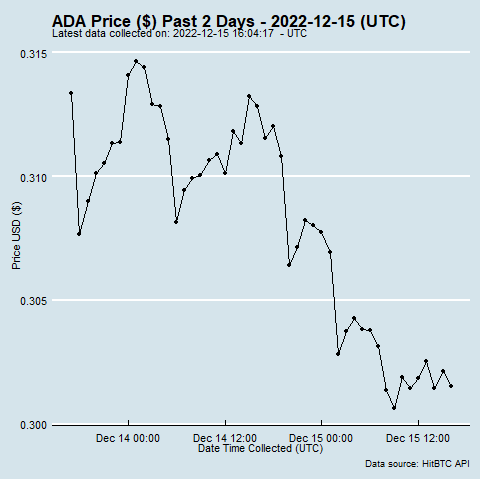 ADA Price ($) Past 2 Days - 2022-12-15 (UTC)
Latest data collected on: 2022-12-15 16:04:17  - UTC
0.315
0.310
0.305
0.300
Price USD ($)
Dec 14 00:00 Dec 14 12:00 Dec 15 00:00 Dec 15 12:00
Date Time Collected (UTC)
Data source: HitBTC API